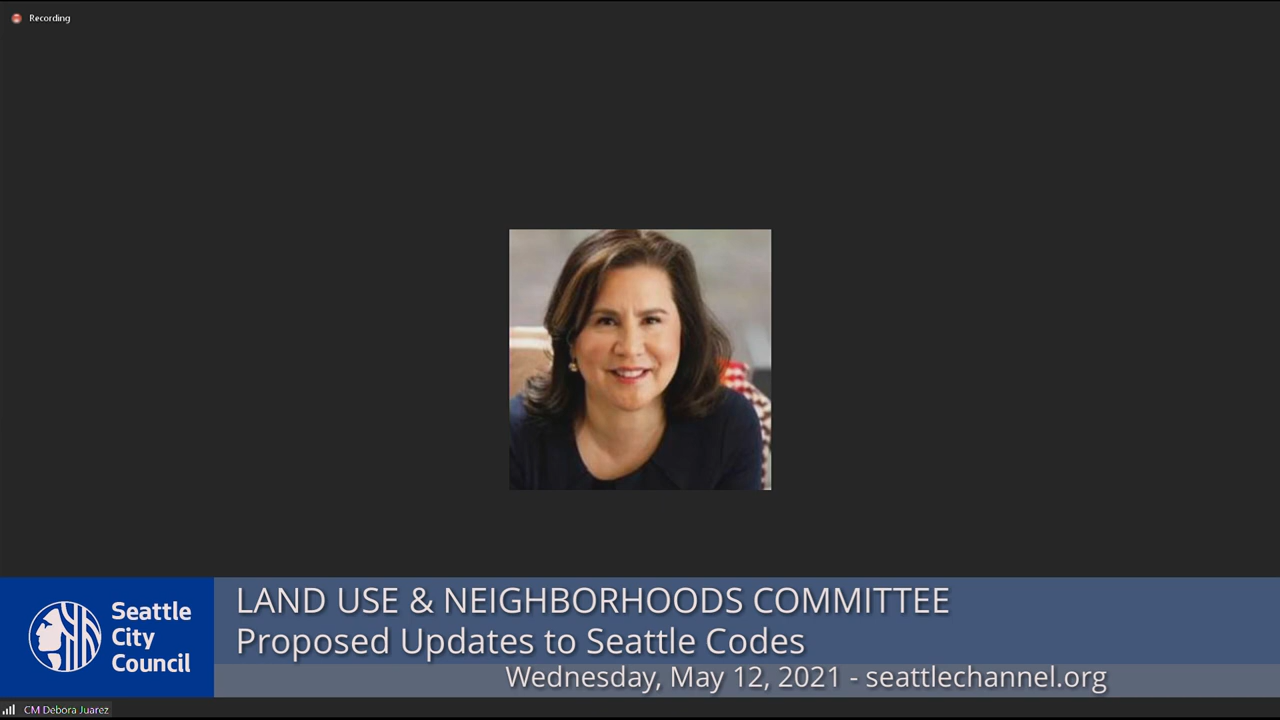 Recording
LAND USE & NEIGHBORHOODS COMMITTEE
Proposed Updates to Seattle Codes
Wednesday, May 12, 2021 - seattlechannel.org
Seattle
City
Council
CM Debora Juarez